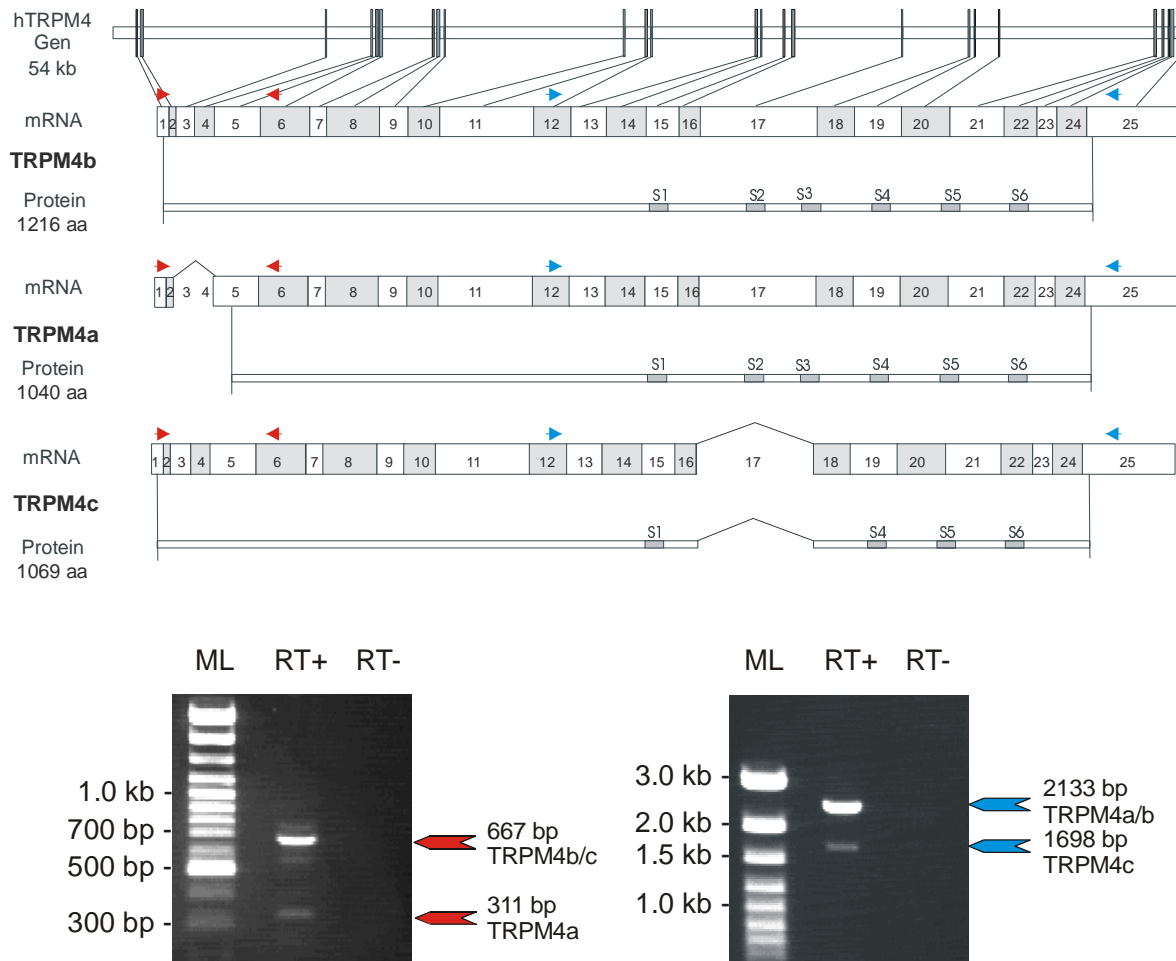 hTRPM4
Gen
54 kb
mRNA
1 2 3 4 5 6 7 8 9 10 11 12 13 14 15 16 17 18 19 20 21 22 23 24 25
TRPM4b
Protein
1216 aa
S1 S2 S3 S4 S5 S6
mRNA
1 2 3 4 5 6 7 8 9 10 11 12 13 14 15 16 17 18 19 20 21 22 23 24 25
TRPM4a
Protein
1040 aa
S1 S2 S3 S4 S5 S6
mRNA
1 2 3 4 5 6 7 8 9 10 11 12 13 14 15 16 17 18 19 20 21 22 23 24 25
TRPM4c
Protein
1069 aa
S1 S4 S5 S6
ML RT+ RT-
1.0 kb -
700 bp -
500 bp -
300 bp -
667 bp
TRPM4b/c
311 bp
TRPM4a
ML RT+ RT-
3.0 kb -
2.0 kb -
1.5 kb -
1.0 kb -
2133 bp
TRPM4a/b
1698 bp
TRPM4c